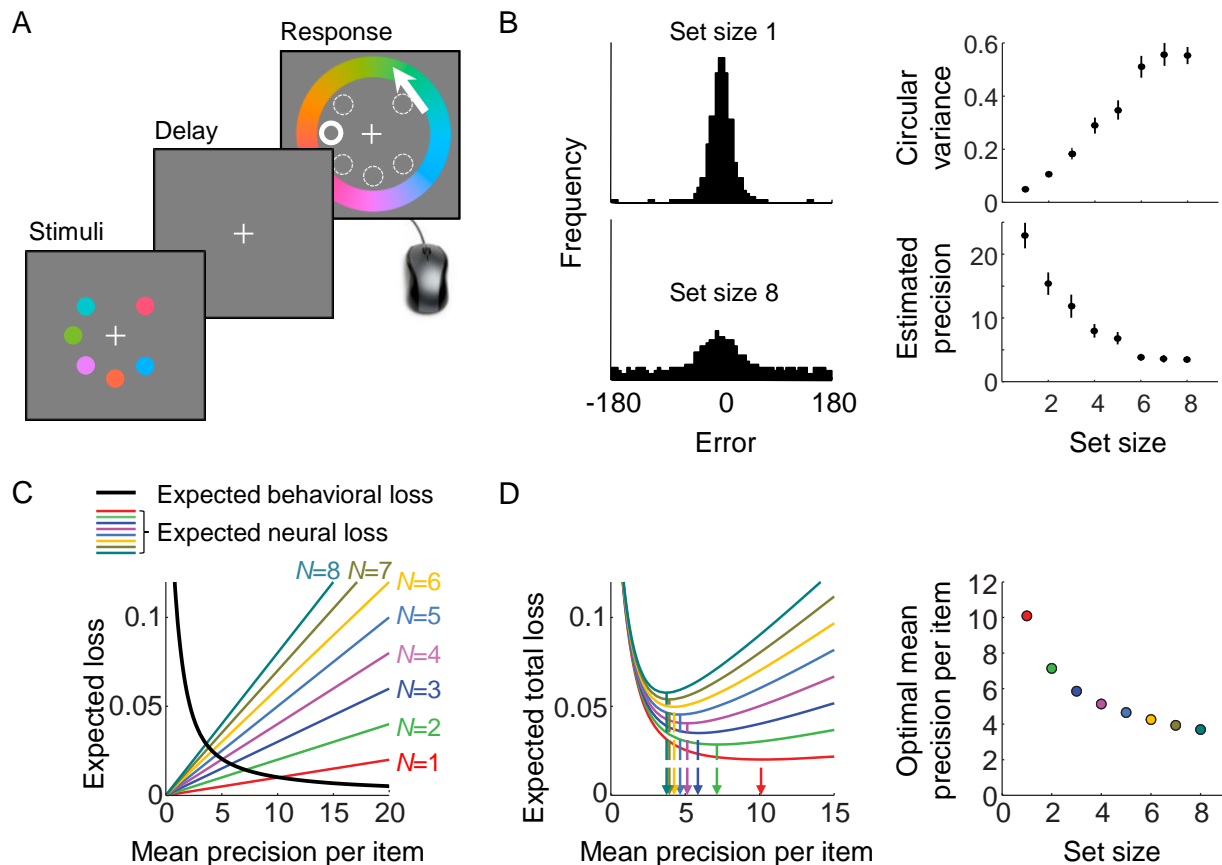 A
Response
Delay
Stimuli
B
Set size 1
Set size 8
Frequency
-180
0
180
Error
Circular
variance
0.6
0.4
0.2
0
Estimated
precision
20
10
0
2
4
6
8
Set size
C
Expected behavioral loss
Expected neural loss
N=8
N=7
N=6
N=5
N=4
N=3
N=2
N=1
Expected loss
0.1
0.05
0
0
5
10
15
20
Mean precision per item
D
Expected total loss
0.1
0.05
0
0
5
10
15
Mean precision per item
Optimal mean
precision per item
12
10
8
6
4
2
0
0
2
4
6
8
Set size